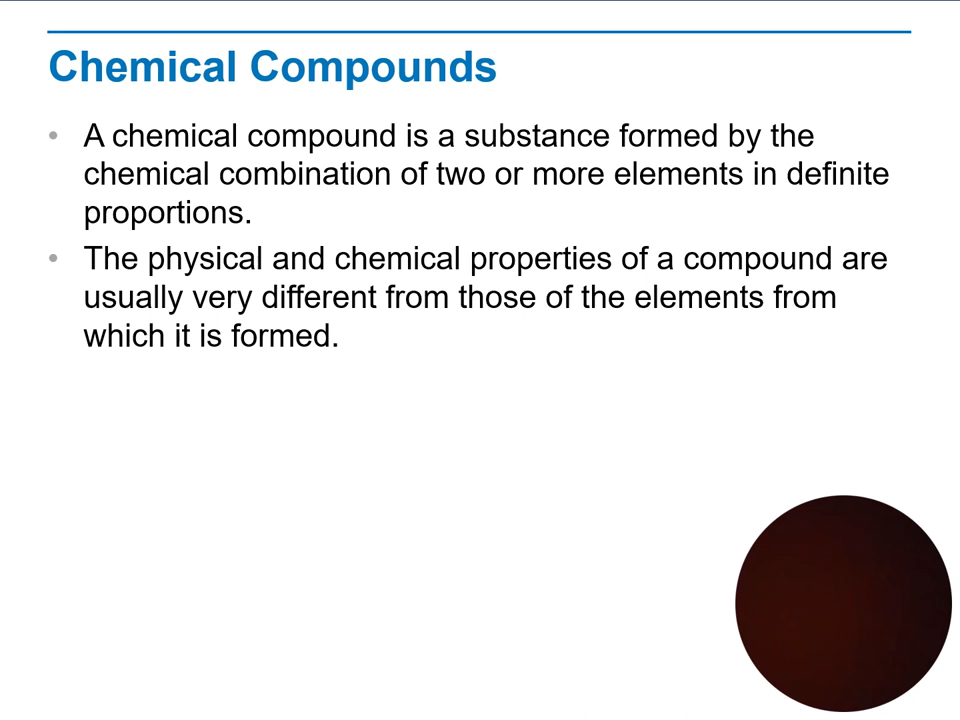 Chemical Compounds
• A chemical compound is a substance formed by the
chemical combination of two or more elements in definite
proportions.
• The physical and chemical properties of a compound are
usually very different from those of the elements from
which it is formed.